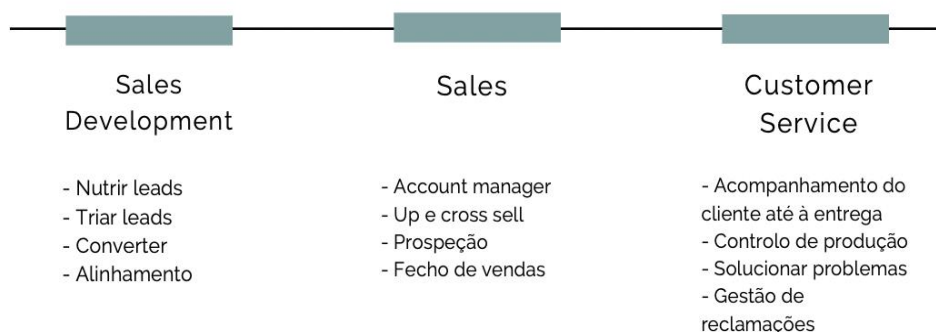 Sales
Development
- Nutrir leads
- Triar leads
- Converter
- Alinhamento
Sales
- Account manager
- Up e cross sell
- Prospeção
- Fecho de vendas
Customer
Service
- Acompanhamento do
cliente até à entrega
- Controlo de produção
- Solucionar problemas
- Gestão de
reclamações